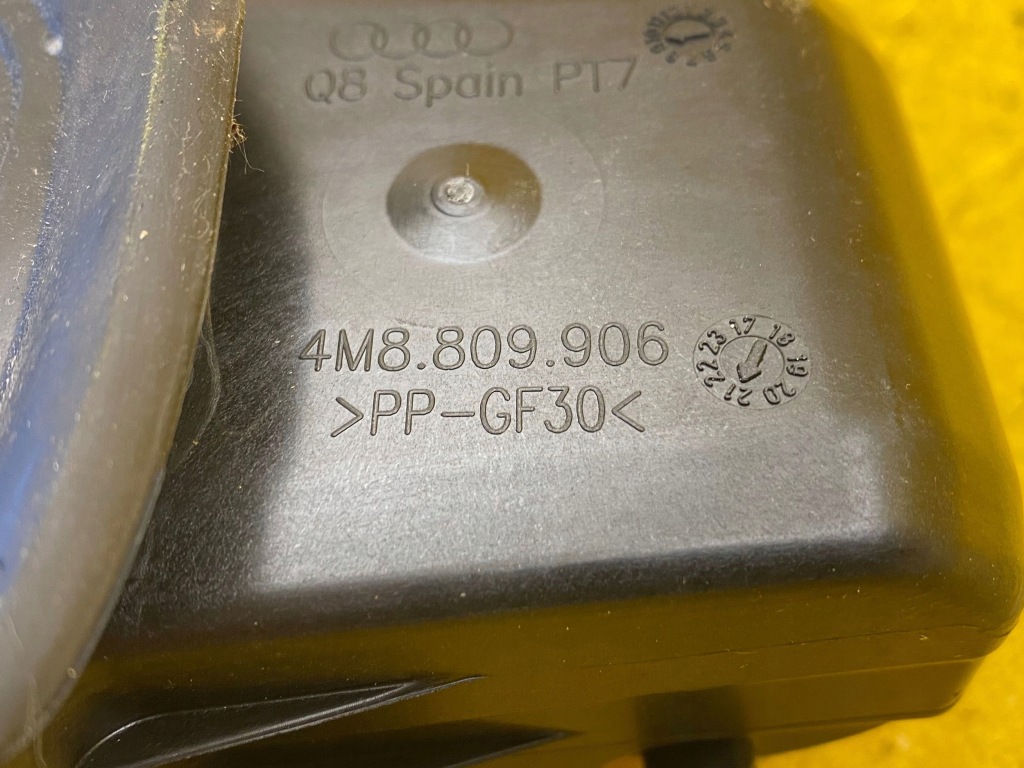 Q8 Spain PT7
4M8.809.906
>PP-GF30<
17 18 19 20 21 22 23